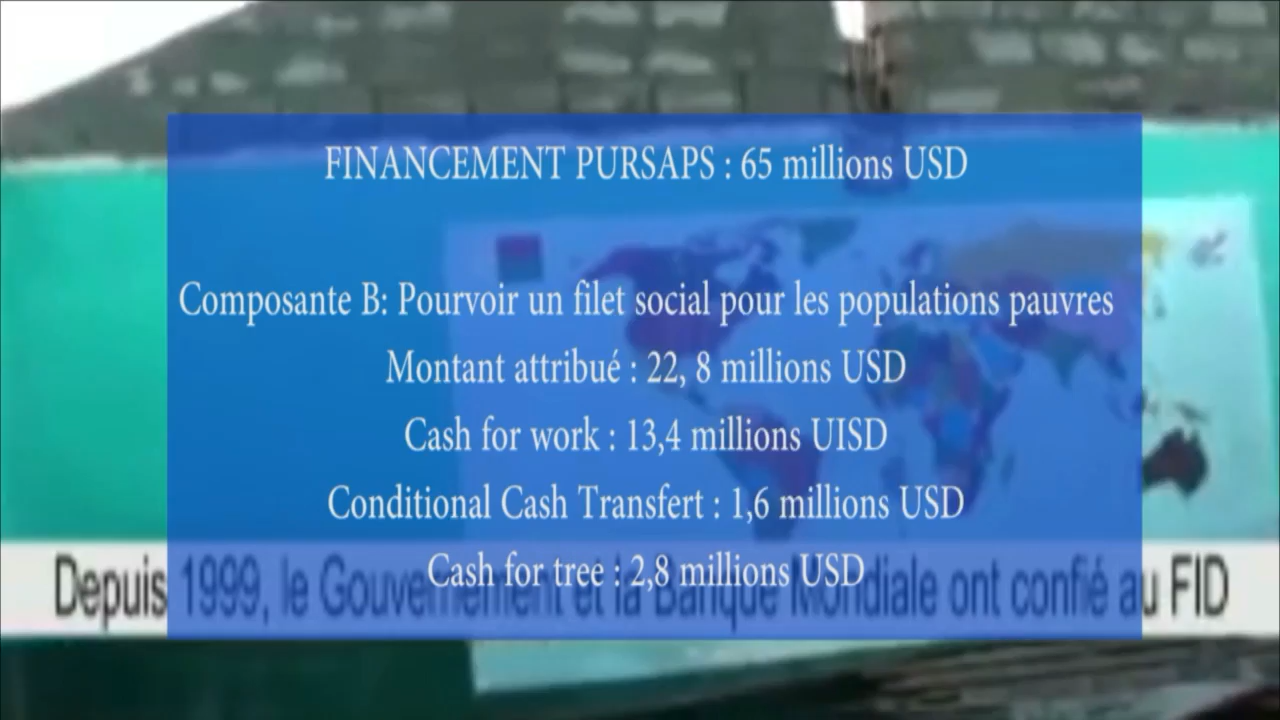 FINANCEMENT PURSAPS : 65 millions USD
Composante B: Pourvoir un filet social pour les populations pauvres
Montant attribué : 22, 8 millions USD
Cash for work : 13,4 millions UISD
Conditional Cash Transfert : 1,6 millions USD
Cash for tree : 2,8 millions USD
Depuis 1999, le Gouvernement et la Banque Mondiale ont confié au FID